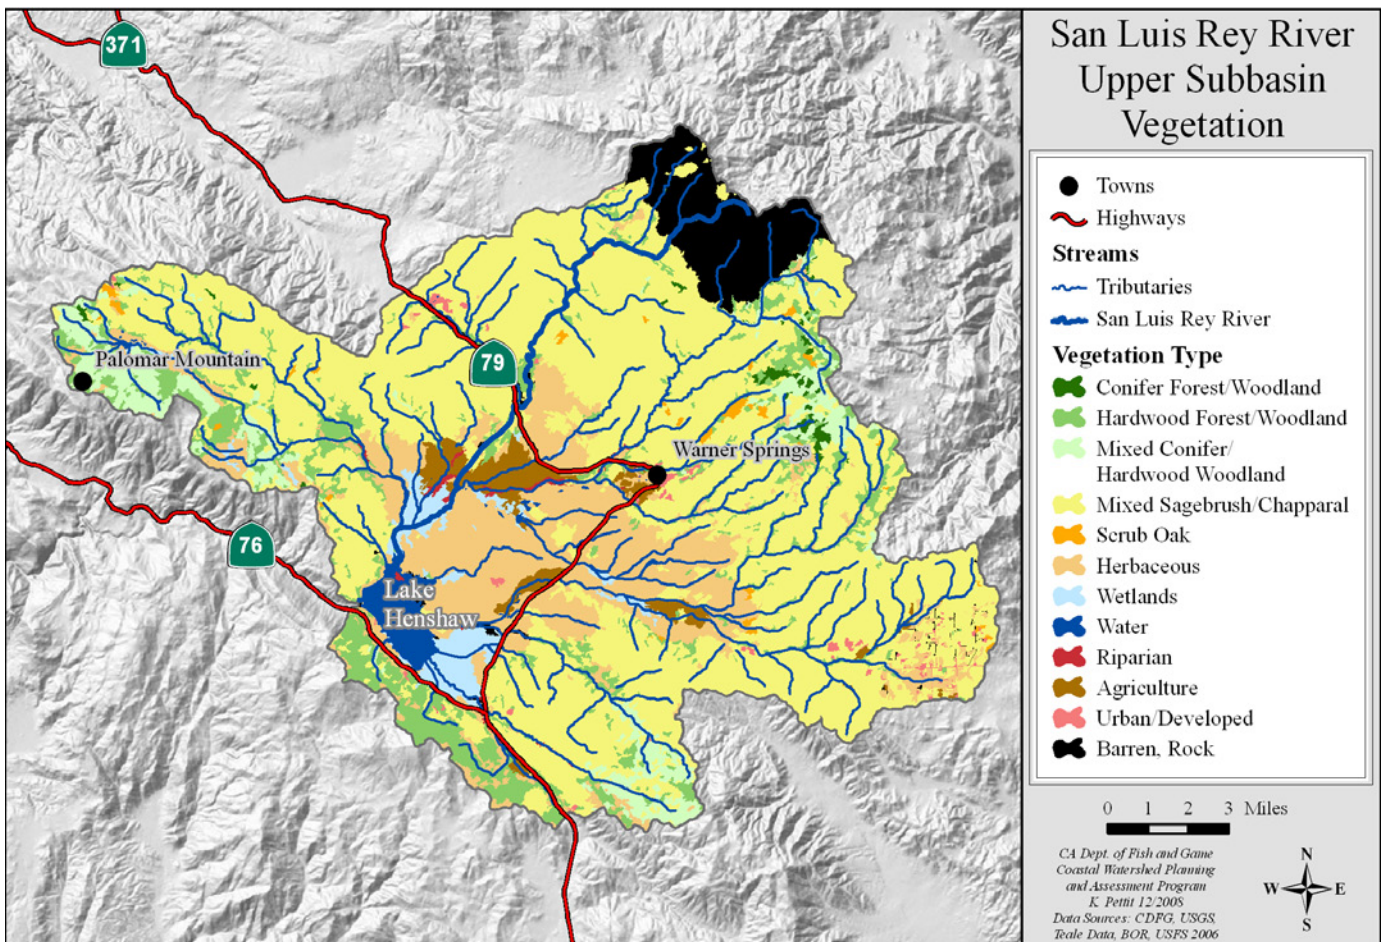 371
79
76
Palomar Mountain
Warner Springs
Lake
Henshaw
San Luis Rey River
Upper Subbasin
Vegetation
Towns
Highways
Streams
Tributaries
San Luis Rey River
Vegetation Type
Conifer Forest/Woodland
Hardwood Forest/Woodland
Mixed Conifer/
Hardwood Woodland
Mixed Sagebrush/Chapparal
Scrub Oak
Herbaceous
Wetlands
Water
Riparian
Agriculture
Urban/Developed
Barren, Rock
0 1 2 3 Miles
CA Dept. of Fish and Game
Coastal Watershed Planning
and Assessment Program
K. Pettit 12/2008
Data Sources: CDFG, USGS,
Teale Data, BOR, USFS 2006
N
W E
S